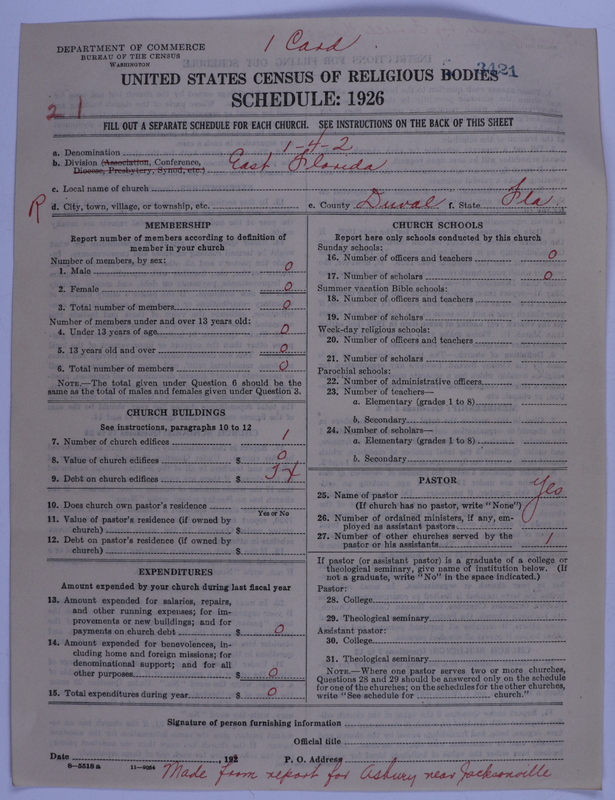 DEPARTMENT OF COMMERCE
BUREAU OF THE CENSUS
WASHINGTON
1 Card
3421
UNITED STATES CENSUS OF RELIGIOUS BODIES
SCHEDULE: 1926
21
FILL OUT A SEPARATE SCHEDULE FOR EACH CHURCH. SEE INSTRUCTIONS ON THE BACK OF THIS SHEET
a. Denomination 1-4-2
b. Division (Association, Conference, Diocese, Presbytery, Synod, etc.) East Florida
c. Local name of church
R
d. City, town, village, or township, etc. e. County Duval f. State Fla.
MEMBERSHIP
Report number of members according to definition of
member in your church
Number of members, by sex:
1. Male 0
2. Female 0
3. Total number of members 0
Number of members under and over 13 years old:
4. Under 13 years of age 0
5. 13 years old and over 0
6. Total number of members 0
NOTE.—The total given under Question 6 should be the
same as the total of males and females given under Question 3.
CHURCH BUILDINGS
See instructions, paragraphs 10 to 12
7. Number of church edifices 1
8. Value of church edifices $ 0
9. Debt on church edifices $
10. Does church own pastor's residence
Yes or No
11. Value of pastor's residence (if owned by
church) $
12. Debt on pastor's residence (if owned by
church) $
EXPENDITURES
Amount expended by your church during last fiscal year
13. Amount expended for salaries, repairs,
and other running expenses; for im-
provements or new buildings; and for
payments on church debt $ 0
14. Amount expended for benevolences, in-
cluding home and foreign missions; for
denominational support; and for all
other purposes $ 0
15. Total expenditures during year $ 0
CHURCH SCHOOLS
Report here only schools conducted by this church
Sunday schools:
16. Number of officers and teachers 0
17. Number of scholars 0
Summer vacation Bible schools:
18. Number of officers and teachers
19. Number of scholars
Week-day religious schools:
20. Number of officers and teachers
21. Number of scholars
Parochial schools:
22. Number of administrative officers
23. Number of teachers—
a. Elementary (grades 1 to 8)
b. Secondary
24. Number of scholars—
a. Elementary (grades 1 to 8)
b. Secondary
PASTOR
25. Name of pastor Yes
(If church has no pastor, write "None")
26. Number of ordained ministers, if any, em-
ployed as assistant pastors
27. Number of other churches served by the
pastor or his assistants 1
If pastor (or assistant pastor) is a graduate of a college or
theological seminary, give name of institution below. (If
not a graduate, write "No" in the space indicated.)
Pastor:
28. College
29. Theological seminary
Assistant pastor:
30. College
31. Theological seminary
NOTE.—Where one pastor serves two or more churches,
Questions 28 and 29 should be answered only on the schedule
for one of the churches; on the schedules for the other churches,
write "See schedule for church."
Signature of person furnishing information
Official title
Date , 192 P. O. Address
8—5518a 11—9054
Made from report for Asbury near Jacksonville